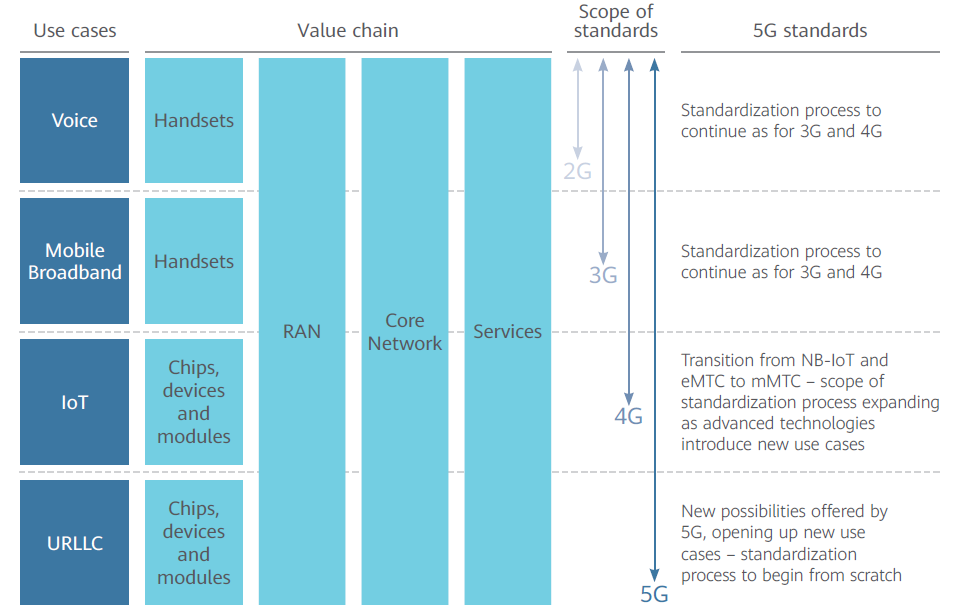 Use cases
Value chain
Scope of
standards
5G standards
Voice
Handsets
2G
Standardization process to
continue as for 3G and 4G
Mobile
Broadband
Handsets
3G
Standardization process to
continue as for 3G and 4G
RAN
Core
Network
Services
IoT
Chips,
devices
and
modules
4G
Transition from NB-IoT and
eMTC to mMTC – scope of
standardization process expanding
as advanced technologies
introduce new use cases
URLLC
Chips,
devices
and
modules
5G
New possibilities offered by
5G, opening up new use
cases – standardization
process to begin from scratch